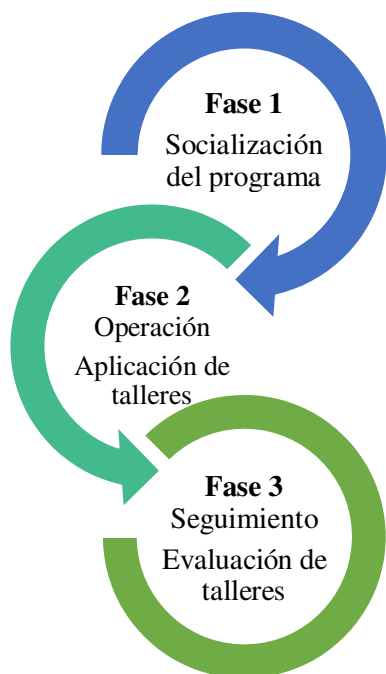 Fase 1
Socialización
del programa
Fase 2
Operación
Aplicación de
talleres
Fase 3
Seguimiento
Evaluación de
talleres